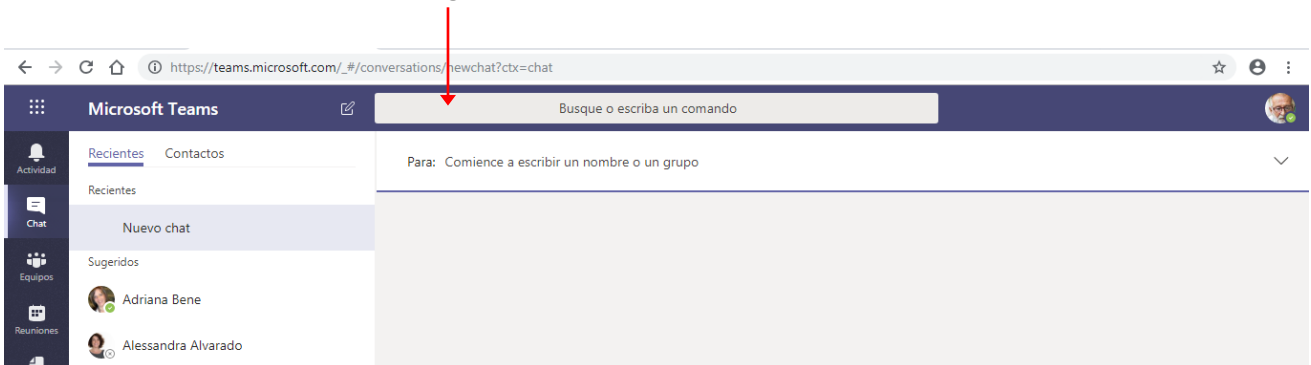 https://teams.microsoft.com/_#/conversations/newchat?ctx=chat
Microsoft Teams
Busque o escriba un comando
Actividad
Chat
Equipos
Reuniones
Recientes Contactos
Recientes
Nuevo chat
Sugeridos
Adriana Bene
Alessandra Alvarado
Para: Comience a escribir un nombre o un grupo